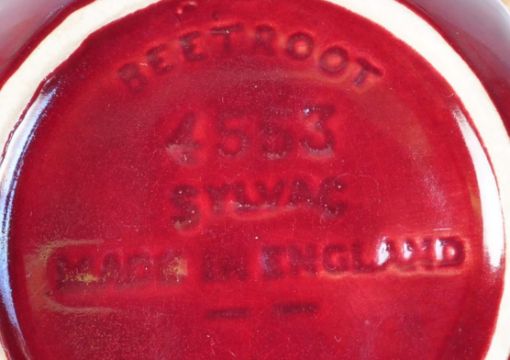 BEETROOT
4553
SYLVAC
MADE IN ENGLAND
— —